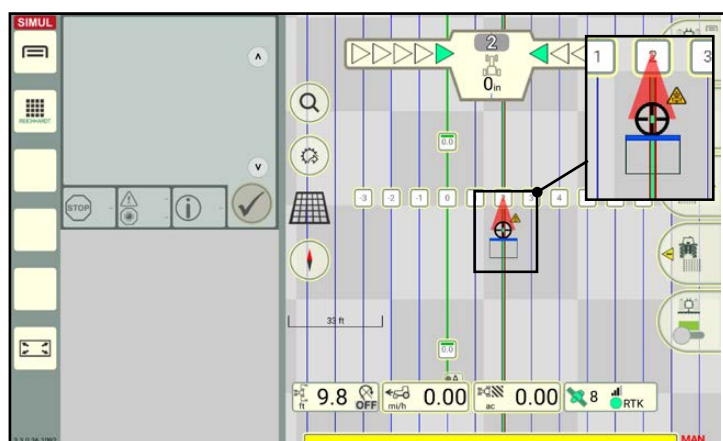 SIMUL
REICHHARDT
STOP
2
0in
1 2 3
0.0
-3 -2 -1 0 3 4
33 ft
0.0
ft 9.8 OFF
mi/h 0.00
ac 0.00
8 RTK
MAN